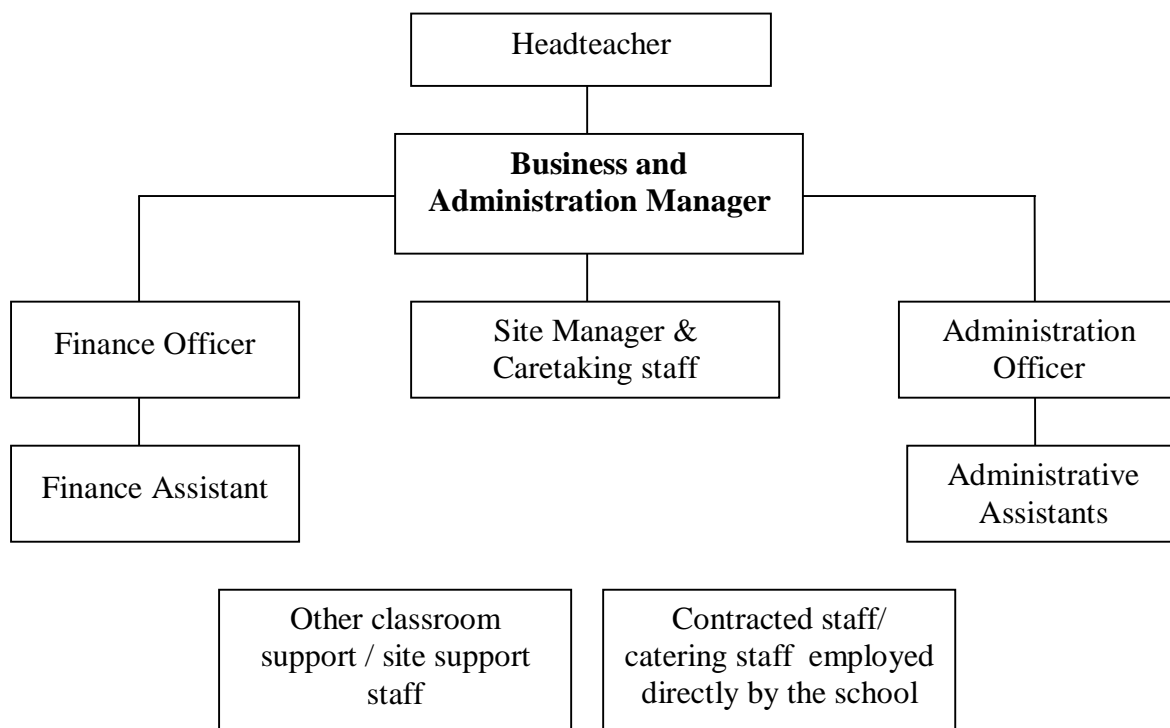 Headteacher
Business and
Administration Manager
Finance Officer
Site Manager &
Caretaking staff
Administration
Officer
Finance Assistant
Administrative
Assistants
Other classroom
support / site support
staff
Contracted staff/
catering staff  employed
directly by the school